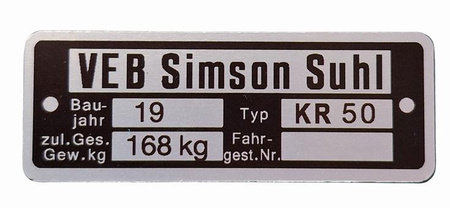 VEB Simson Suhl
Bau-
jahr 19 Typ KR 50
zul.Ges.
Gew.kg 168 kg Fahr-
gest.Nr.